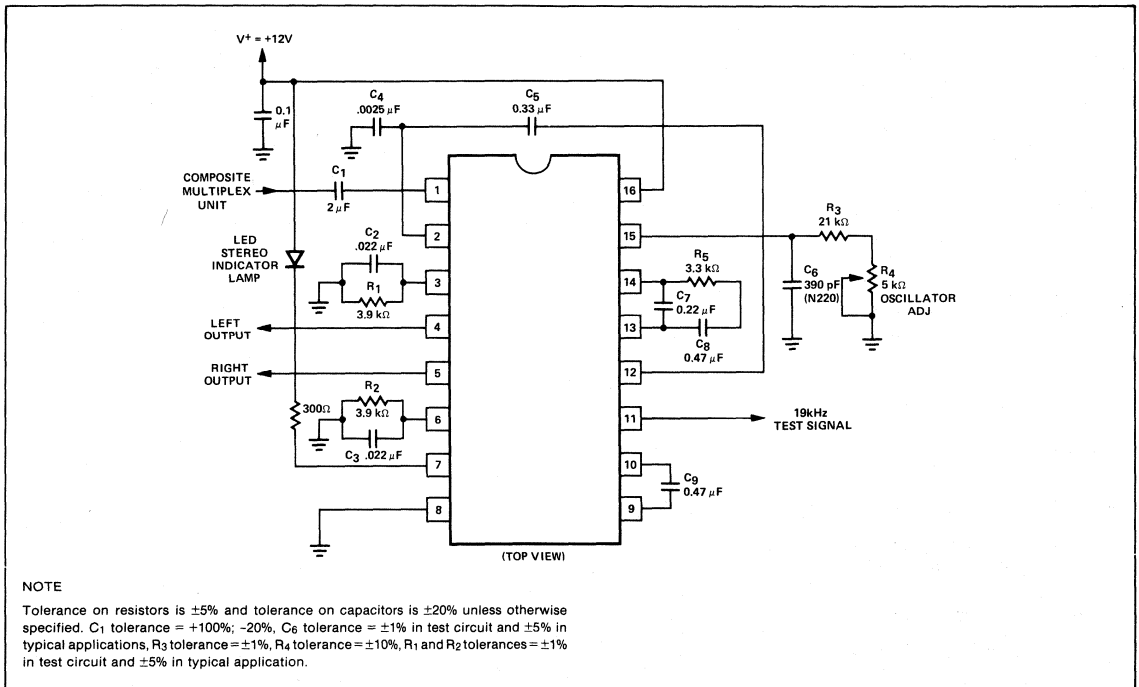 V+ = +12V
0.1
µF
C4
.0025 µF
C5
0.33 µF
COMPOSITE
MULTIPLEX
UNIT
C1
2 µF
1
16
2
15
R3
21 kΩ
LED
STEREO
INDICATOR
LAMP
C2
.022 µF
R1
3.9 kΩ
3
14
R5
3.3 kΩ
C7
0.22 µF
C8
0.47 µF
C6
390 pF
(N220)
R4
5 kΩ
OSCILLATOR
ADJ
LEFT
OUTPUT
4
13
RIGHT
OUTPUT
5
12
300Ω
R2
3.9 kΩ
C3 .022 µF
6
11
19kHz
TEST SIGNAL
7
10
C9
0.47 µF
8
9
(TOP VIEW)
NOTE
Tolerance on resistors is ±5% and tolerance on capacitors is ±20% unless otherwise
specified. C1 tolerance = +100%; -20%, C6 tolerance = ±1% in test circuit and ±5% in
typical applications, R3 tolerance=±1%, R4 tolerance=±10%, R1 and R2 tolerances=±1%
in test circuit and ±5% in typical application.